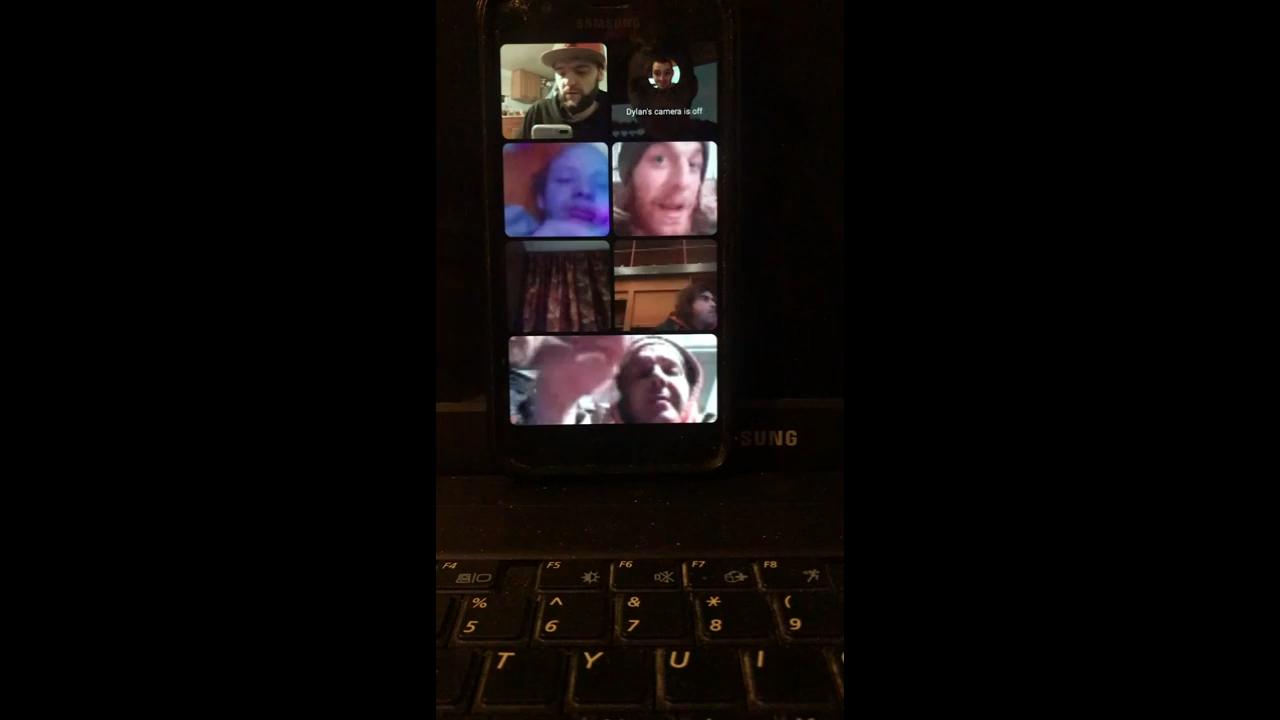 SAMSUNG
Dylan's camera is off
SUNG
F4 F5 F6 F7 F8
% ^ & * (
5 6 7 8 9
T Y U I